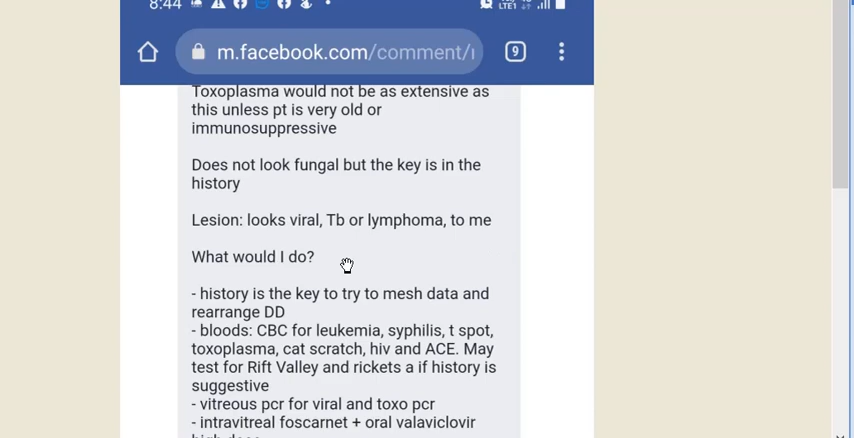 8:44
LTE1
m.facebook.com/comment/
9
Toxoplasma would not be as extensive as
this unless pt is very old or
immunosuppressive
Does not look fungal but the key is in the
history
Lesion: looks viral, Tb or lymphoma, to me
What would I do?
- history is the key to try to mesh data and
rearrange DD
- bloods: CBC for leukemia, syphilis, t spot,
toxoplasma, cat scratch, hiv and ACE. May
test for Rift Valley and rickets a if history is
suggestive
- vitreous pcr for viral and toxo pcr
- intravitreal foscarnet + oral valaviclovir
high dose